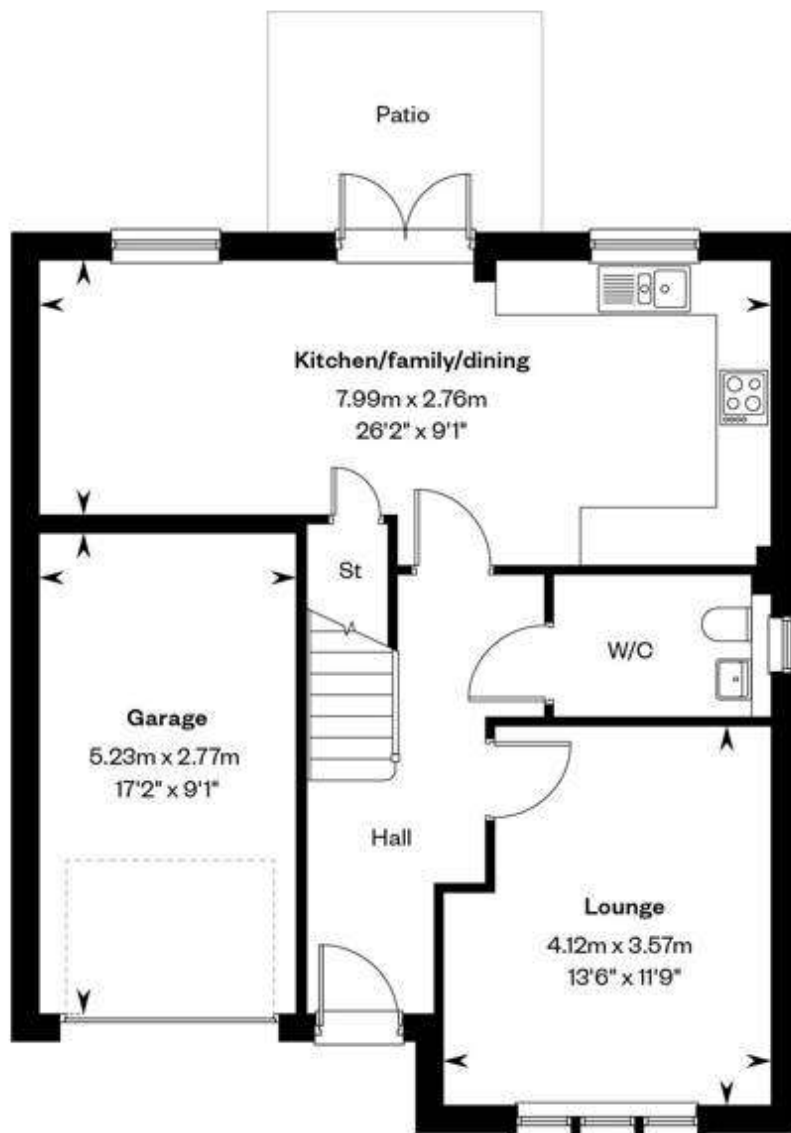 Patio
Kitchen/family/dining
7.99m x 2.76m
26'2" x 9'1"
St
W/C
Garage
5.23m x 2.77m
17'2" x 9'1"
Hall
Lounge
4.12m x 3.57m
13'6" x 11'9"